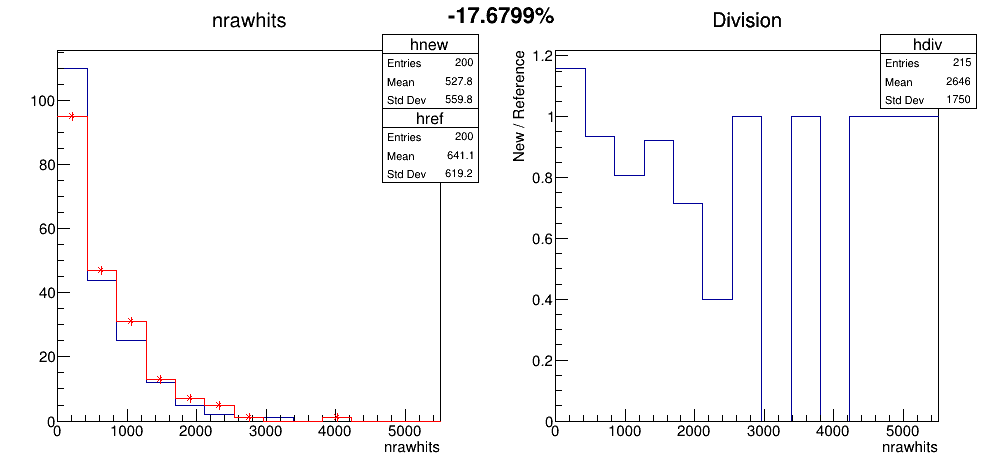 -17.6799%
nrawhits
hnew
Entries 200
Mean 527.8
Std Dev 559.8
href
Entries 200
Mean 641.1
Std Dev 619.2
100
80
60
40
20
0
0 1000 2000 3000 4000 5000
nrawhits
Division
hdiv
Entries 215
Mean 2646
Std Dev 1750
New / Reference
1.2
1
0.8
0.6
0.4
0.2
0
0 1000 2000 3000 4000 5000
nrawhits